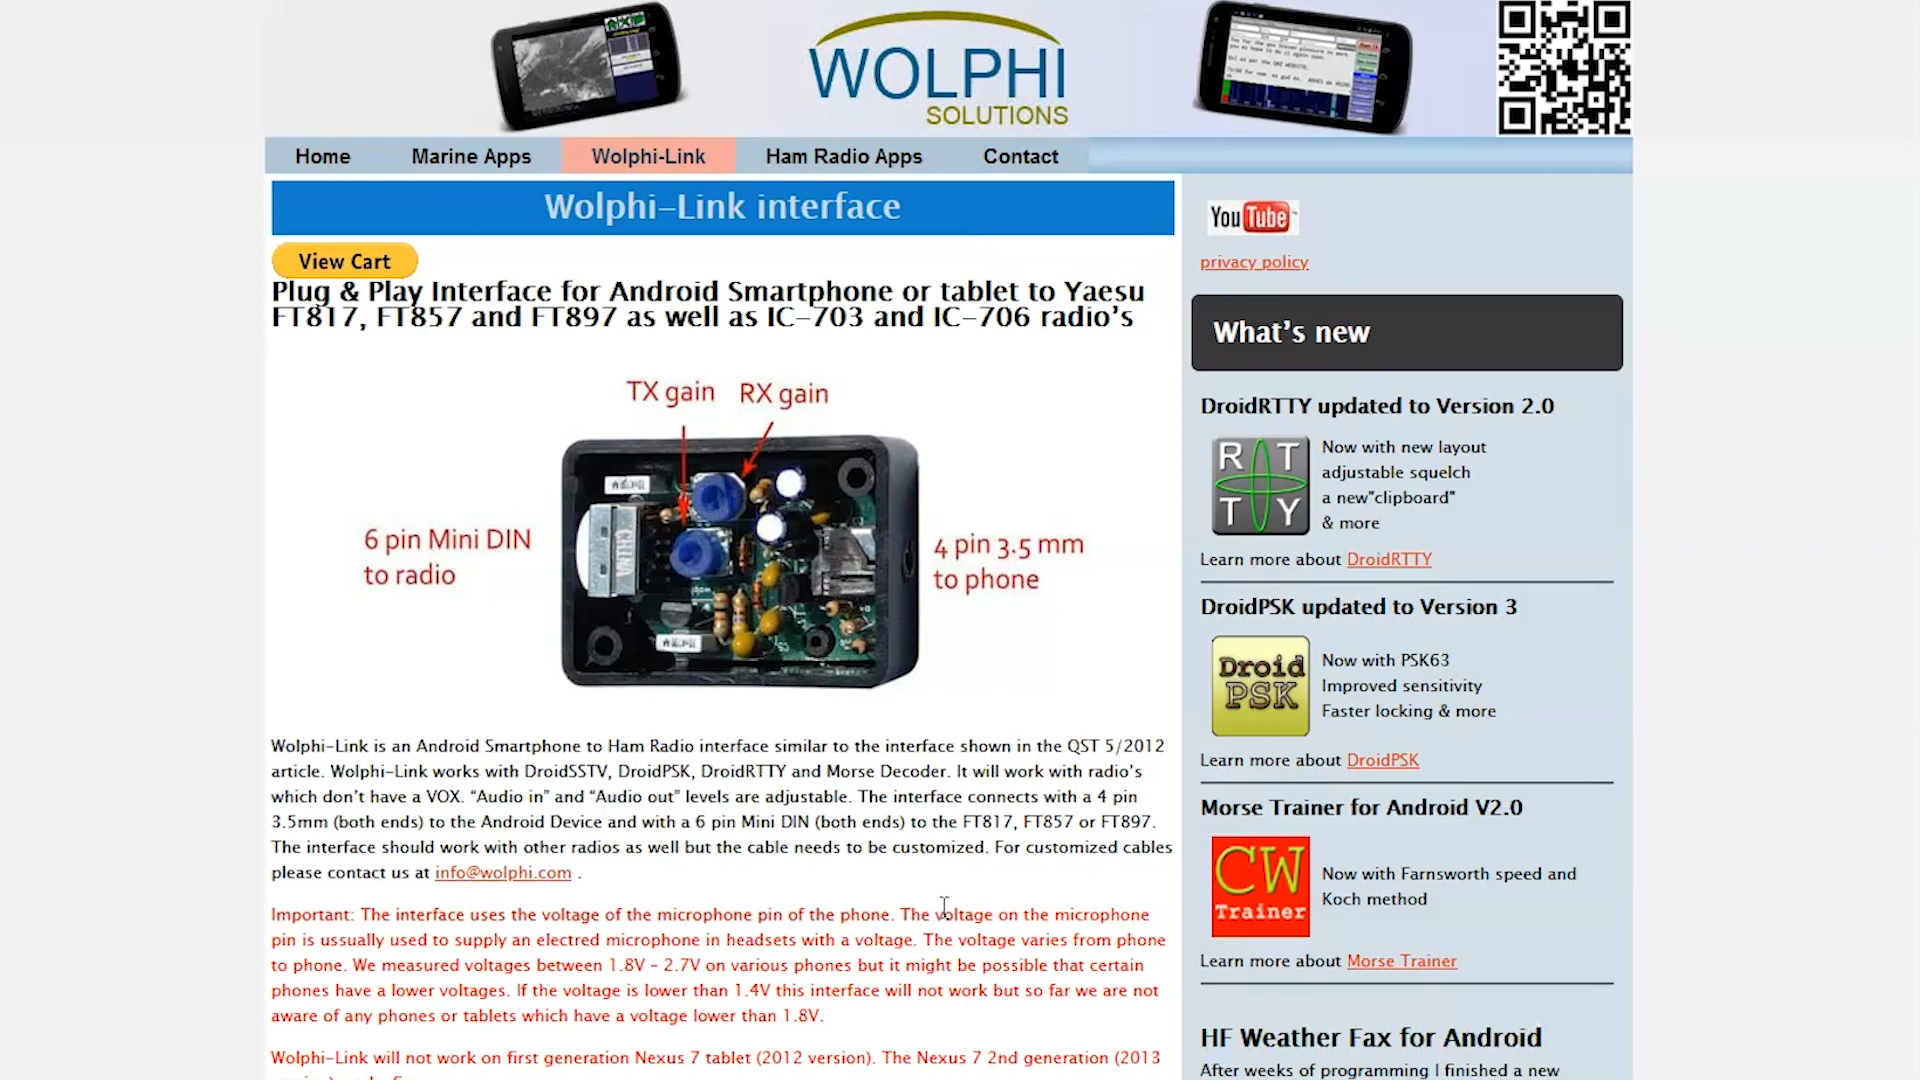 WOLPHI
SOLUTIONS
Home
Marine Apps
Wolphi-Link
Ham Radio Apps
Contact
Wolphi-Link interface
View Cart
Plug & Play Interface for Android Smartphone or tablet to Yaesu
FT817, FT857 and FT897 as well as IC-703 and IC-706 radio's
TX gain
RX gain
6 pin Mini DIN
to radio
4 pin 3.5 mm
to phone
Wolphi-Link is an Android Smartphone to Ham Radio interface similar to the interface shown in the QST 5/2012
article. Wolphi-Link works with DroidSSTV, DroidPSK, DroidRTTY and Morse Decoder. It will work with radio's
which don't have a VOX. "Audio in" and "Audio out" levels are adjustable. The interface connects with a 4 pin
3.5mm (both ends) to the Android Device and with a 6 pin Mini DIN (both ends) to the FT817, FT857 or FT897.
The interface should work with other radios as well but the cable needs to be customized. For customized cables
please contact us at info@wolphi.com .
Important: The interface uses the voltage of the microphone pin of the phone. The voltage on the microphone
pin is ussually used to supply an electred microphone in headsets with a voltage. The voltage varies from phone
to phone. We measured voltages between 1.8V – 2.7V on various phones but it might be possible that certain
phones have a lower voltages. If the voltage is lower than 1.4V this interface will not work but so far we are not
aware of any phones or tablets which have a voltage lower than 1.8V.
Wolphi-Link will not work on first generation Nexus 7 tablet (2012 version). The Nexus 7 2nd generation (2013
YouTube
privacy policy
What's new
DroidRTTY updated to Version 2.0
R T
T Y
Now with new layout
adjustable squelch
a new"clipboard"
& more
Learn more about DroidRTTY
DroidPSK updated to Version 3
Droid
PSK
Now with PSK63
Improved sensitivity
Faster locking & more
Learn more about DroidPSK
Morse Trainer for Android V2.0
CW
Trainer
Now with Farnsworth speed and
Koch method
Learn more about Morse Trainer
HF Weather Fax for Android
After weeks of programming I finished a new